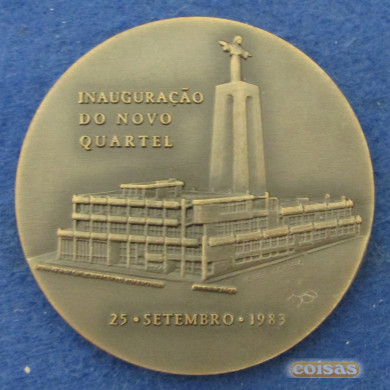 INAUGURAÇÃO
DO NOVO
QUARTEL
25 • SETEMBRO • 1983
coisas